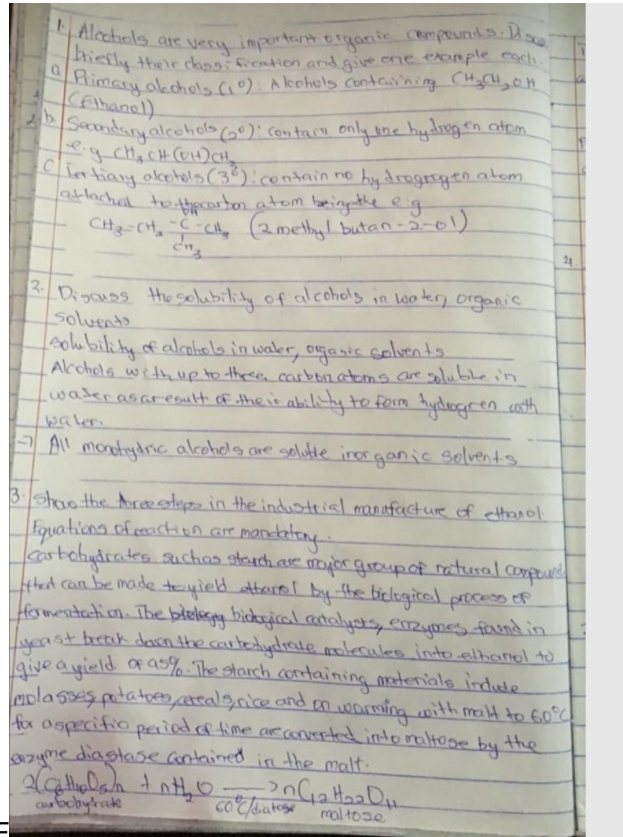 1. Alcohols are very important organic compounds. Disc
briefly their classification and give one example each.
a Primary alcohols (1°): Alcohols containing CH3CH2OH
(Ethanol)
b. Secondary alcohols (2°): contain only one hydrogen atom
e.g CH3CH(OH)CH3
C Tertiary alcohols (3°): contain no hydrogrogen atom
attached to the carbon atom being the e.g
OH
CH3-CH2-C-CH3 (2methyl butan-2-01)
CH3
2. Discuss the solubility of alcohols in water, organic
solvents
Solubility of alcohols in water, organic solvents
Alcohols with up to three carbon atoms are soluble in
water as a result of their ability to form hydrogren with
water.
→ All monohydric alcohols are soluble inorganic solvents
3. Show the three steps in the industrial manufacture of ethanol.
Equations of reaction are mandatory.
Carbohydrates such as starch are major group of natural compound
that can be made to yield ethanol by the biological process of
fermentation. The biological catalysts, enzymes found in
yeast break down the carbohydrate molecules into ethanol to
give a yield of 95%. The starch containing materials include
molasses, potatoes, cereals, rice and on warming with malt to 60°C
for a specific period of time are converted into maltose by the
enzyme diastase contained in the malt.
2(C6H10O5)n + nH2O → nC12H22O11
carbohydrate 60°C/diatase maltose